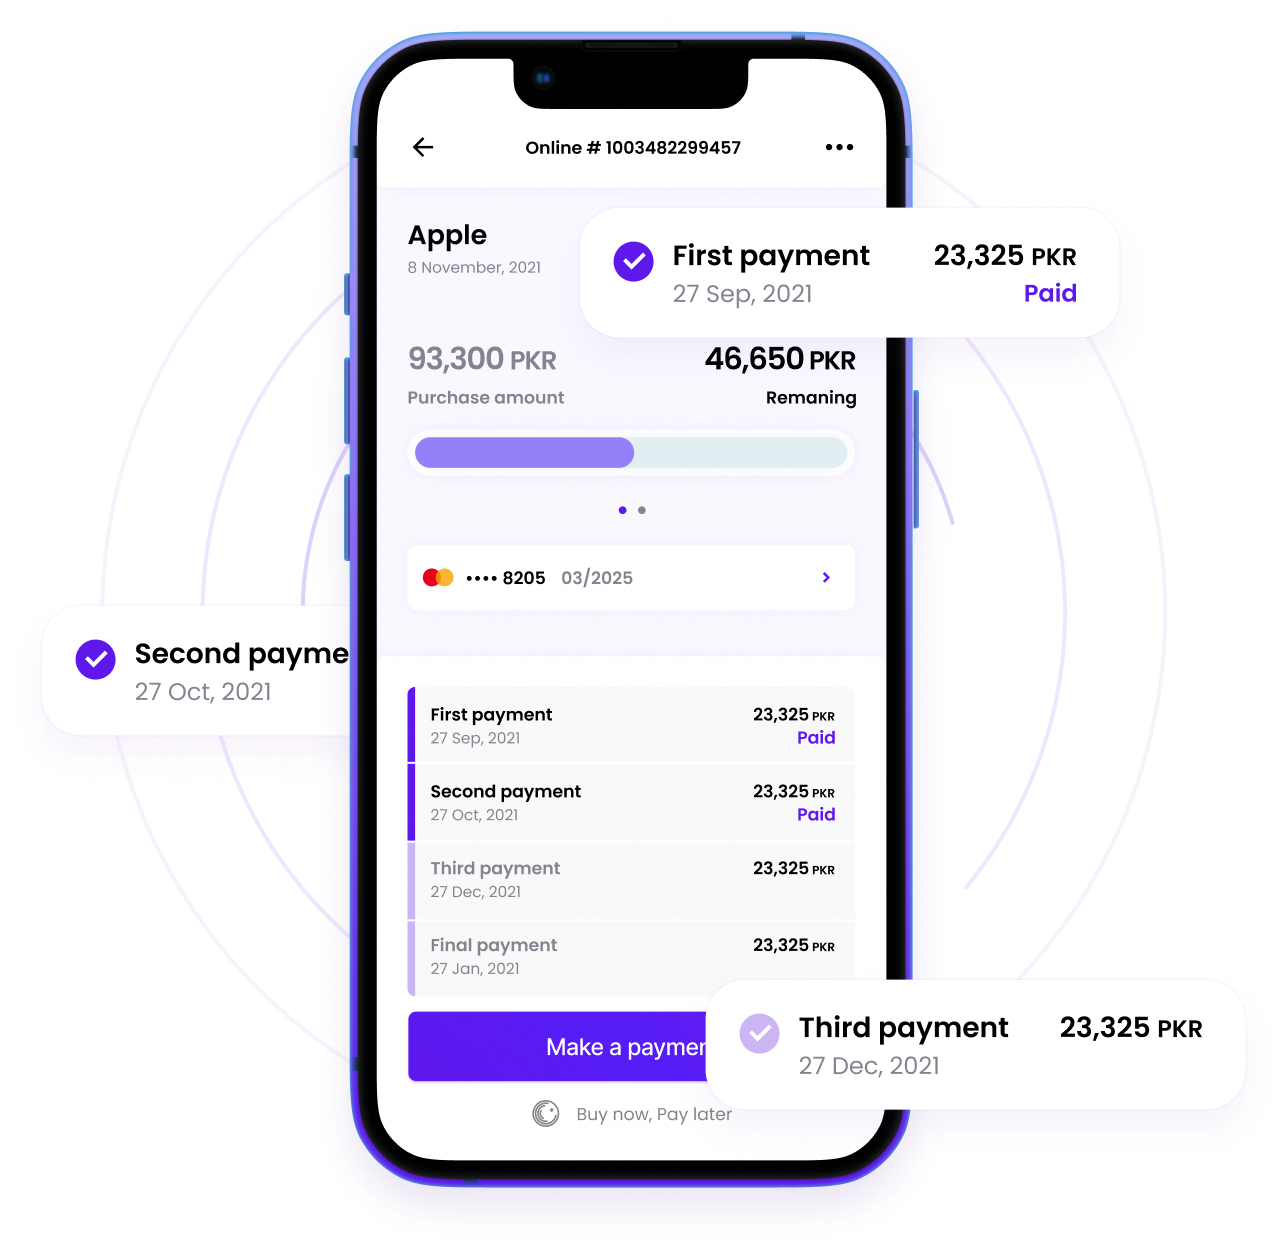 Online # 1003482299457
Apple
8 November, 2021
First payment 23,325 PKR
27 Sep, 2021 Paid
93,300 PKR 46,650 PKR
Purchase amount Remaning
•••• 8205 03/2025
Second payme
27 Oct, 2021
First payment 23,325 PKR
27 Sep, 2021 Paid
Second payment 23,325 PKR
27 Oct, 2021 Paid
Third payment 23,325 PKR
27 Dec, 2021
Final payment 23,325 PKR
27 Jan, 2021
Make a paymen
Third payment 23,325 PKR
27 Dec, 2021
Buy now, Pay later